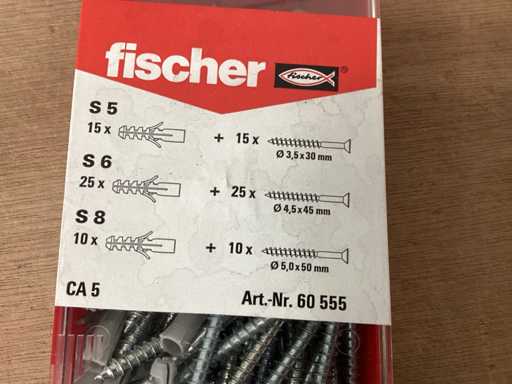 fischer fischer ®
S 5
15 x + 15 x
Ø 3,5 x 30 mm
S 6
25 x + 25 x
Ø 4,5 x 45 mm
S 8
10 x + 10 x
Ø 5,0 x 50 mm
CA 5 Art.-Nr. 60 555